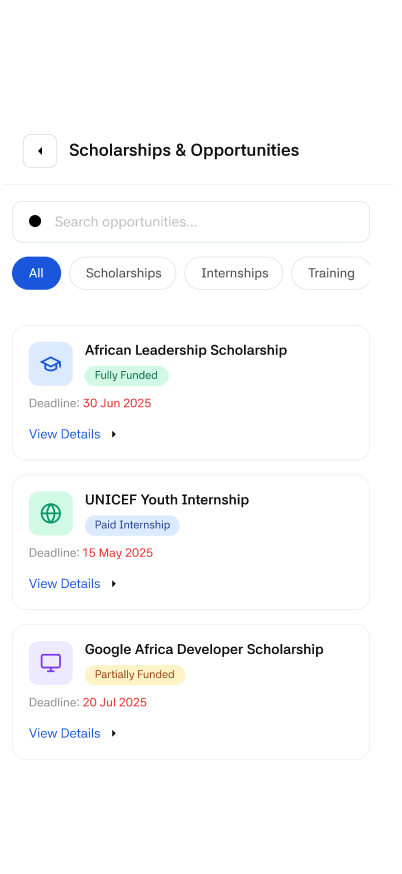 Scholarships & Opportunities
Search opportunities...
All Scholarships Internships Training
African Leadership Scholarship
Fully Funded
Deadline: 30 Jun 2025
View Details
UNICEF Youth Internship
Paid Internship
Deadline: 15 May 2025
View Details
Google Africa Developer Scholarship
Partially Funded
Deadline: 20 Jul 2025
View Details